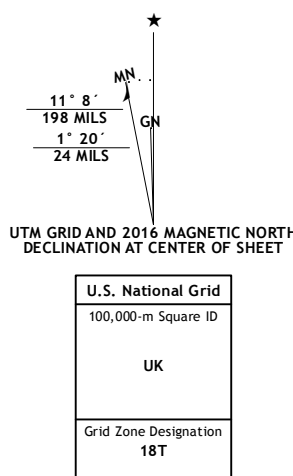 MN
GN
11° 8´
198 MILS
1° 20´
24 MILS
UTM GRID AND 2016 MAGNETIC NORTH
DECLINATION AT CENTER OF SHEET
U.S. National Grid
100,000-m Square ID
UK
Grid Zone Designation
18T